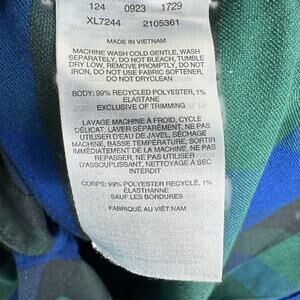 124 0923 1729
XL7244 2105361
MADE IN VIETNAM
MACHINE WASH COLD GENTLE, WASH
SEPARATELY, DO NOT BLEACH, TUMBLE
DRY LOW, REMOVE PROMPTLY, DO NOT
IRON, DO NOT USE FABRIC SOFTENER,
DO NOT DRYCLEAN
BODY: 99% RECYCLED POLYESTER, 1%
ELASTANE
EXCLUSIVE OF TRIMMING
LAVAGE MACHINE À FROID, CYCLE
DÉLICAT. LAVER SÉPARÉMENT, NE PAS
UTILISER D'EAU DE JAVEL, SÉCHAGE
MACHINE, BASSE TEMPÉRATURE, SORTIR
IMMÉDIATEMENT DE LA MACHINE, NE PAS
REPASSER, NE PAS UTILISER
D'ASSOUPLISSANT, NETTOYAGE À SEC
INTERDIT
CORPS: 99% POLYESTER RECYCLÉ, 1%
ÉLASTHANNE
SAUF LES BORDURES
FABRIQUÉ AU VIET.NAM